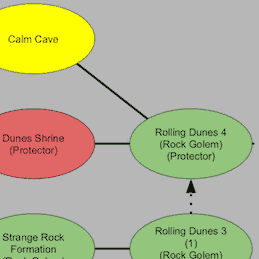 Calm Cave
Dunes Shrine
(Protector)
Rolling Dunes 4
(Rock Golem)
(Protector)
Strange Rock
Formation
Rolling Dunes 3
(1)
(Rock Golem)